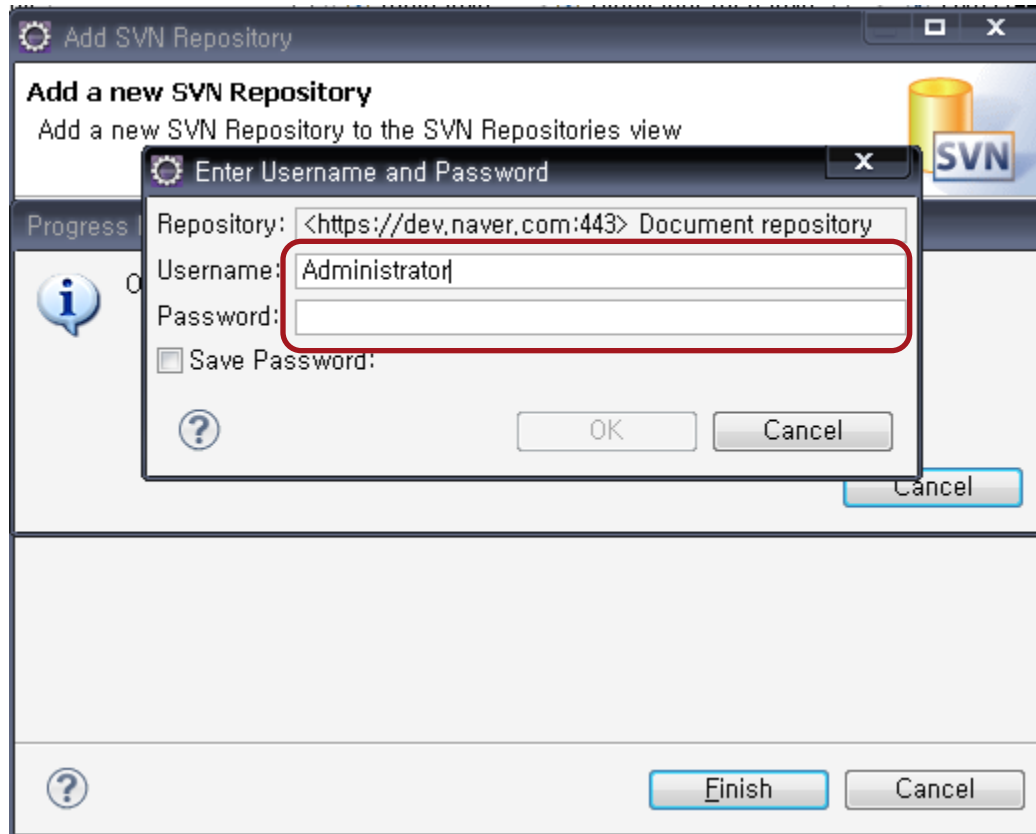 Add SVN Repository
Add a new SVN Repository
Add a new SVN Repository to the SVN Repositories view
SVN
Enter Username and Password
Progress
Repository: <https://dev.naver.com:443> Document repository
Username: Administrator
O
Password:
Save Password:
OK Cancel
Cancel
Finish Cancel